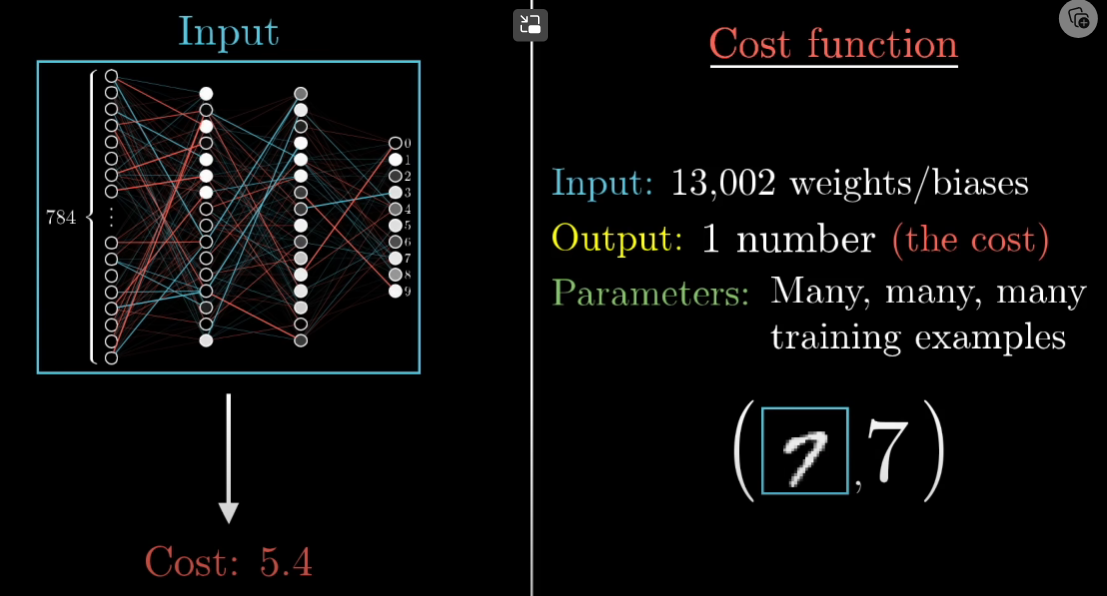 Input
784
0
1
2
3
4
5
6
7
8
9
Cost: 5.4
Cost function
Input: 13,002 weights/biases
Output: 1 number (the cost)
Parameters: Many, many, many
training examples
(7, 7)